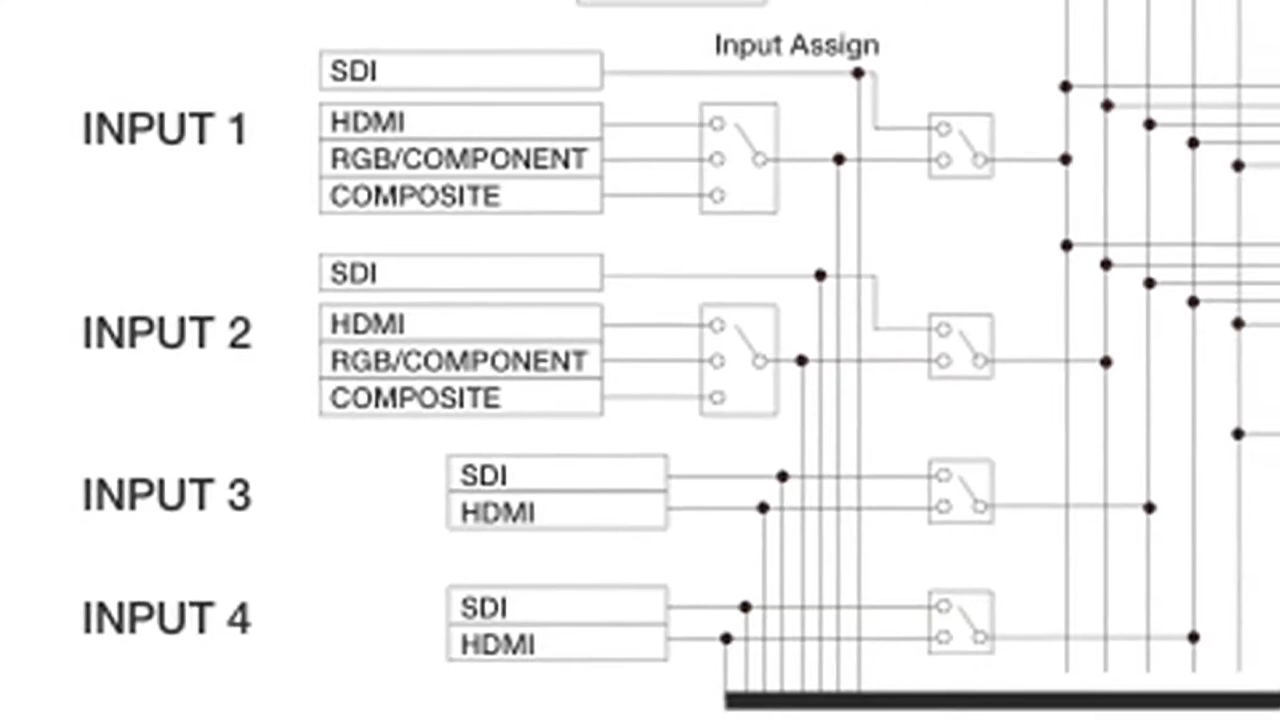 Input Assign
INPUT 1
SDI
HDMI
RGB/COMPONENT
COMPOSITE
INPUT 2
SDI
HDMI
RGB/COMPONENT
COMPOSITE
INPUT 3
SDI
HDMI
INPUT 4
SDI
HDMI